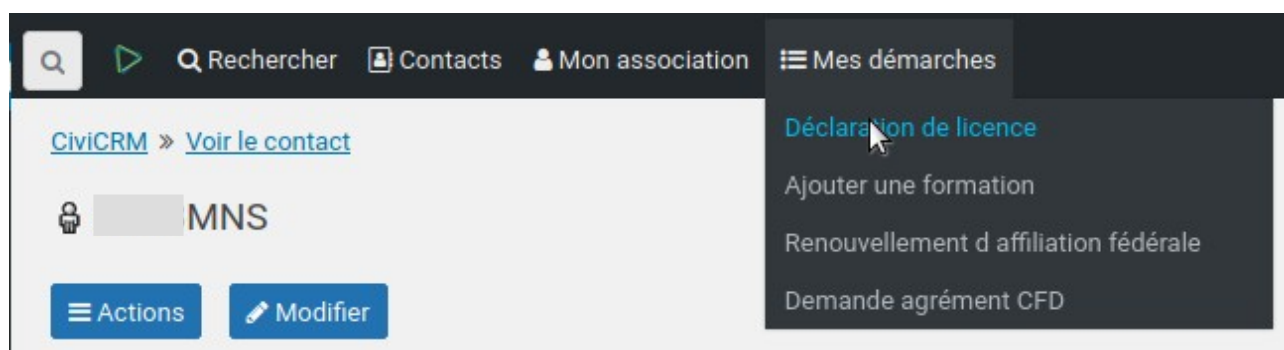 Rechercher Contacts Mon association Mes démarches
CiviCRM » Voir le contact
Déclaration de licence
Ajouter une formation
MNS
Renouvellement d affiliation fédérale
Actions Modifier
Demande agrément CFD